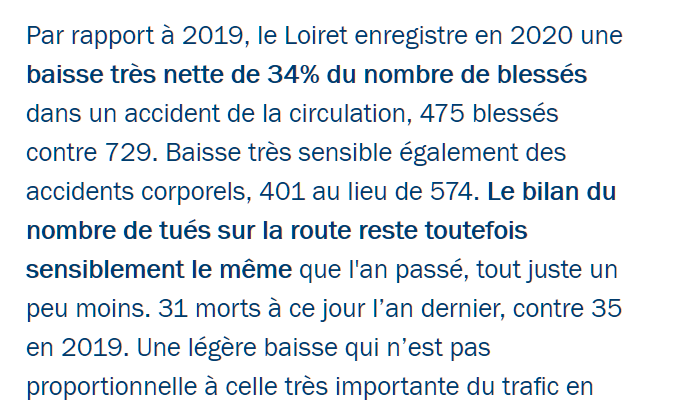 Par rapport à 2019, le Loiret enregistre en 2020 une
baisse très nette de 34% du nombre de blessés
dans un accident de la circulation, 475 blessés
contre 729. Baisse très sensible également des
accidents corporels, 401 au lieu de 574. Le bilan du
nombre de tués sur la route reste toutefois
sensiblement le même que l'an passé, tout juste un
peu moins. 31 morts à ce jour l’an dernier, contre 35
en 2019. Une légère baisse qui n’est pas
proportionnelle à celle très importante du trafic en